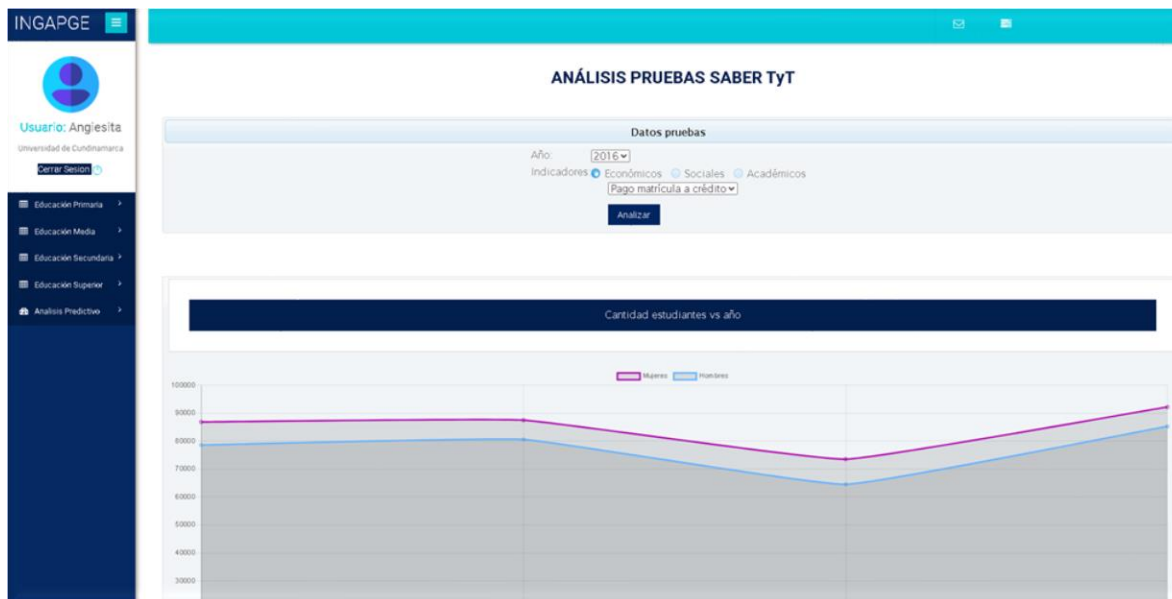 INGAPGE
Usuario: Angiesita
Universidad de Cundinamarca
Cerrar Sesion
Educación Primaria
Educación Media
Educación Secundaria
Educación Superior
Analisis Predictivo
ANÁLISIS PRUEBAS SABER TyT
Datos pruebas
Año: 2016
Indicadores Económicos Sociales Académicos
Pago matrícula a crédito
Analizar
Cantidad estudiantes vs año
Mujeres Hombres
100000
90000
80000
70000
60000
50000
40000
30000